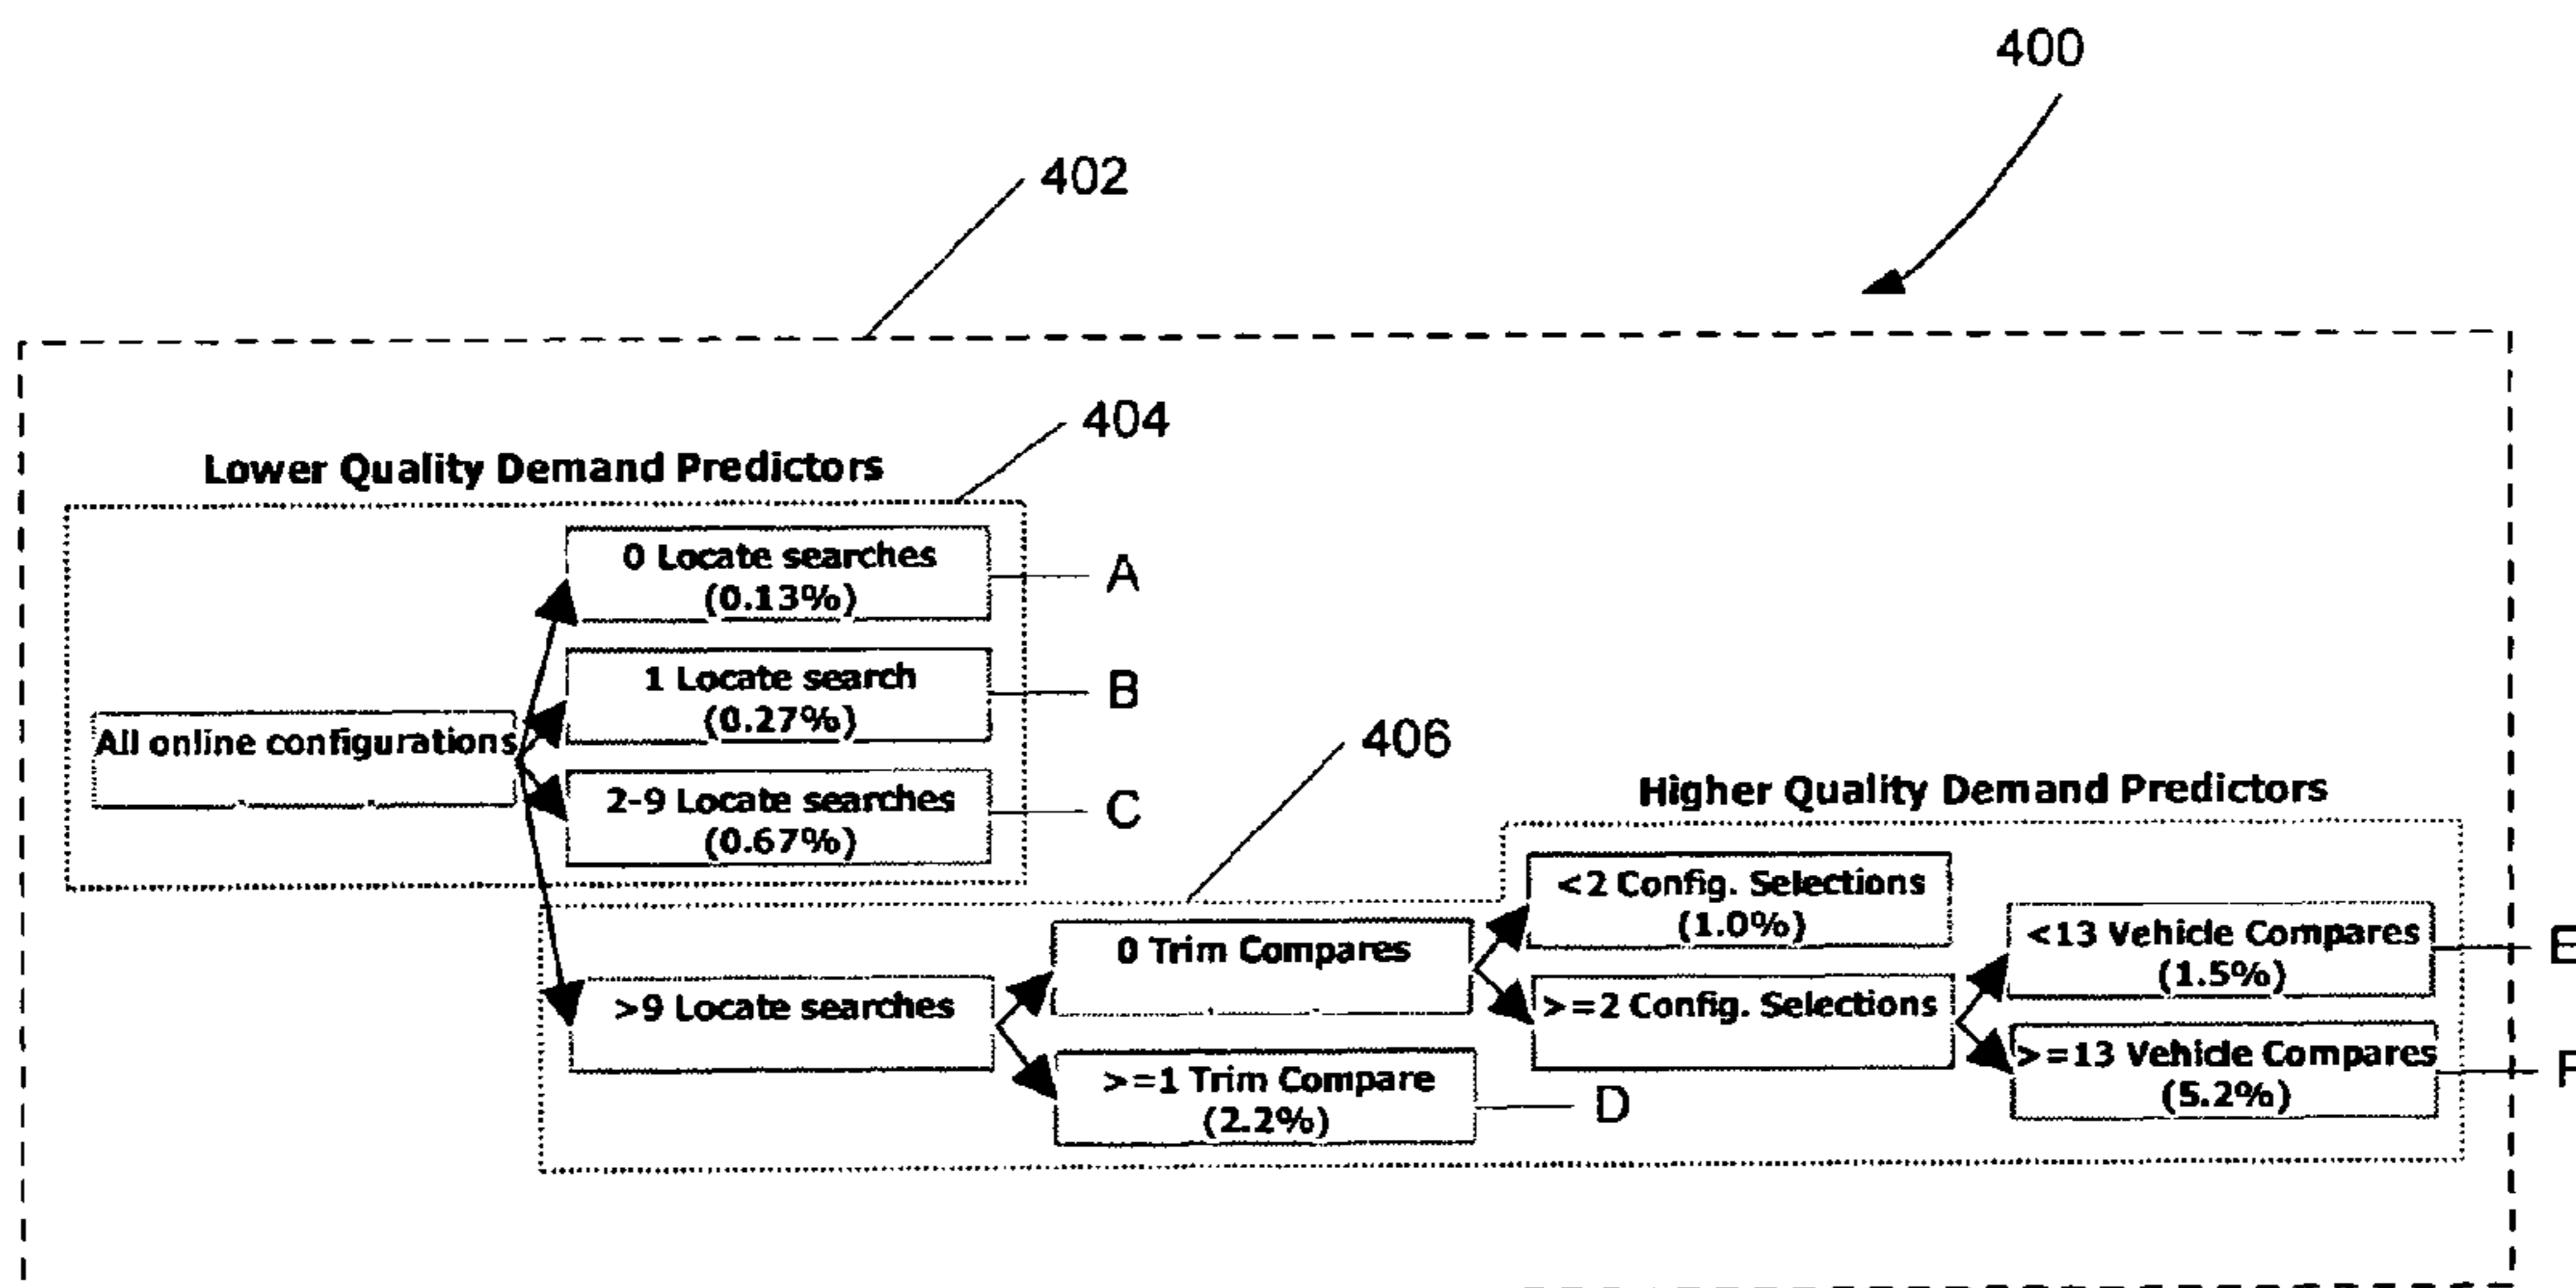 400
402
404
Lower Quality Demand Predictors
0 Locate searches
(0.13%)
A
1 Locate search
(0.27%)
B
All online configurations
2-9 Locate searches
(0.67%)
C
406
Higher Quality Demand Predictors
<2 Config. Selections
(1.0%)
0 Trim Compares
<13 Vehicle Compares
(1.5%)
E
>9 Locate searches
>=2 Config. Selections
>=13 Vehicle Compares
(5.2%)
F
>=1 Trim Compare
(2.2%)
D